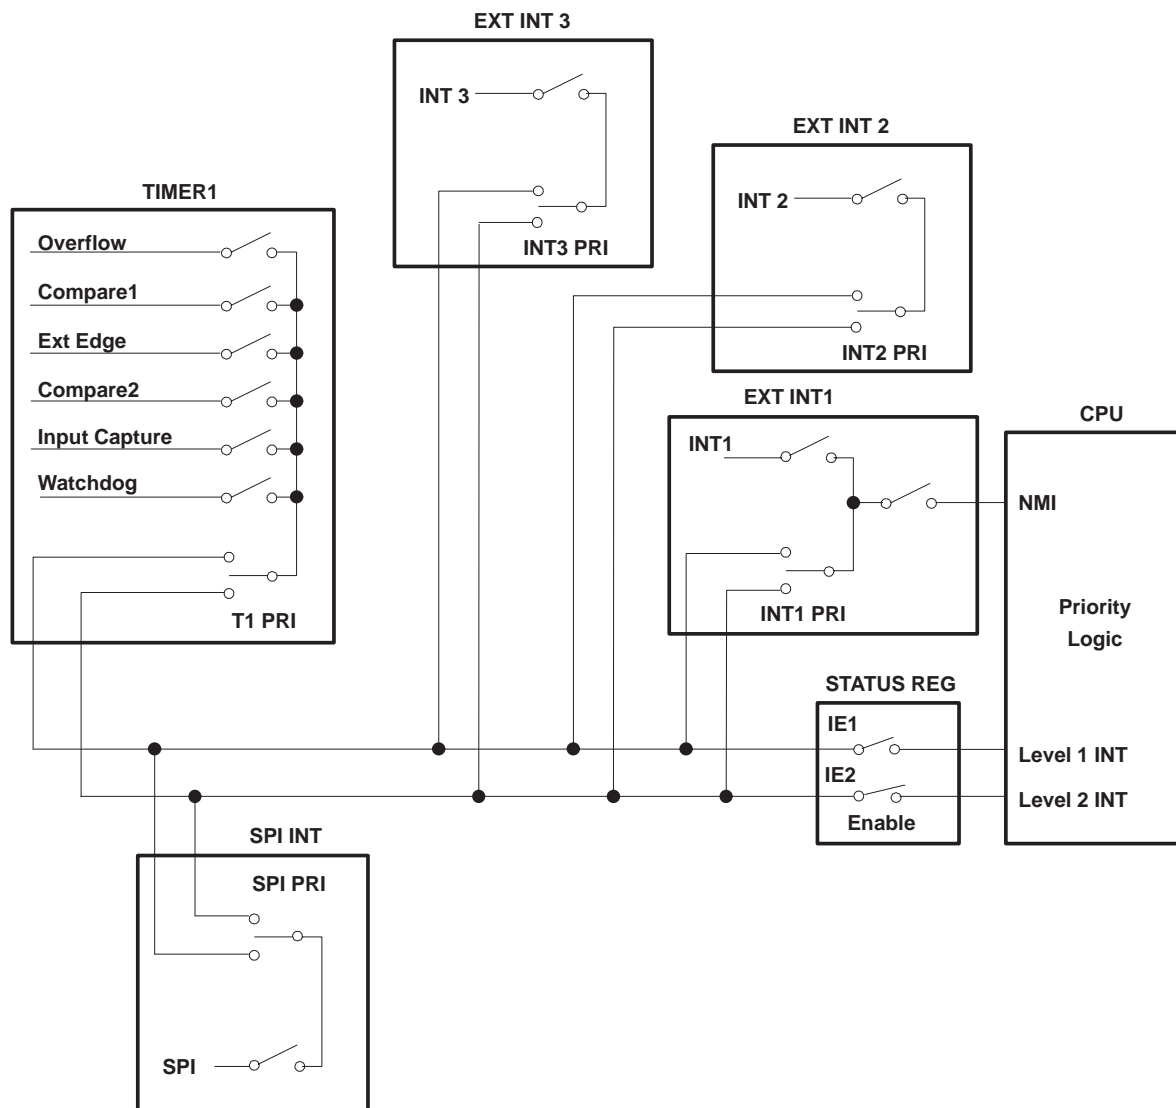 EXT INT 3
INT 3
INT3 PRI
EXT INT 2
INT 2
INT2 PRI
TIMER1
Overflow
Compare1
Ext Edge
Compare2
Input Capture
Watchdog
T1 PRI
EXT INT1
INT1
INT1 PRI
CPU
NMI
Priority
Logic
Level 1 INT
Level 2 INT
STATUS REG
IE1
IE2
Enable
SPI INT
SPI PRI
SPI